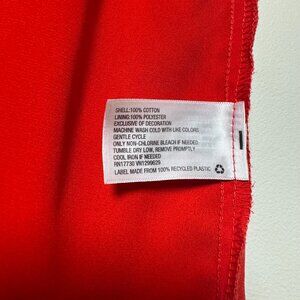 SHELL:100% COTTON
LINING:100% POLYESTER
EXCLUSIVE OF DECORATION
MACHINE WASH COLD WITH LIKE COLORS
GENTLE CYCLE
ONLY NON-CHLORINE BLEACH IF NEEDED
TUMBLE DRY LOW, REMOVE PROMPTLY
COOL IRON IF NEEDED
RN17730 VN1299629
LABEL MADE FROM 100% RECYCLED PLASTIC